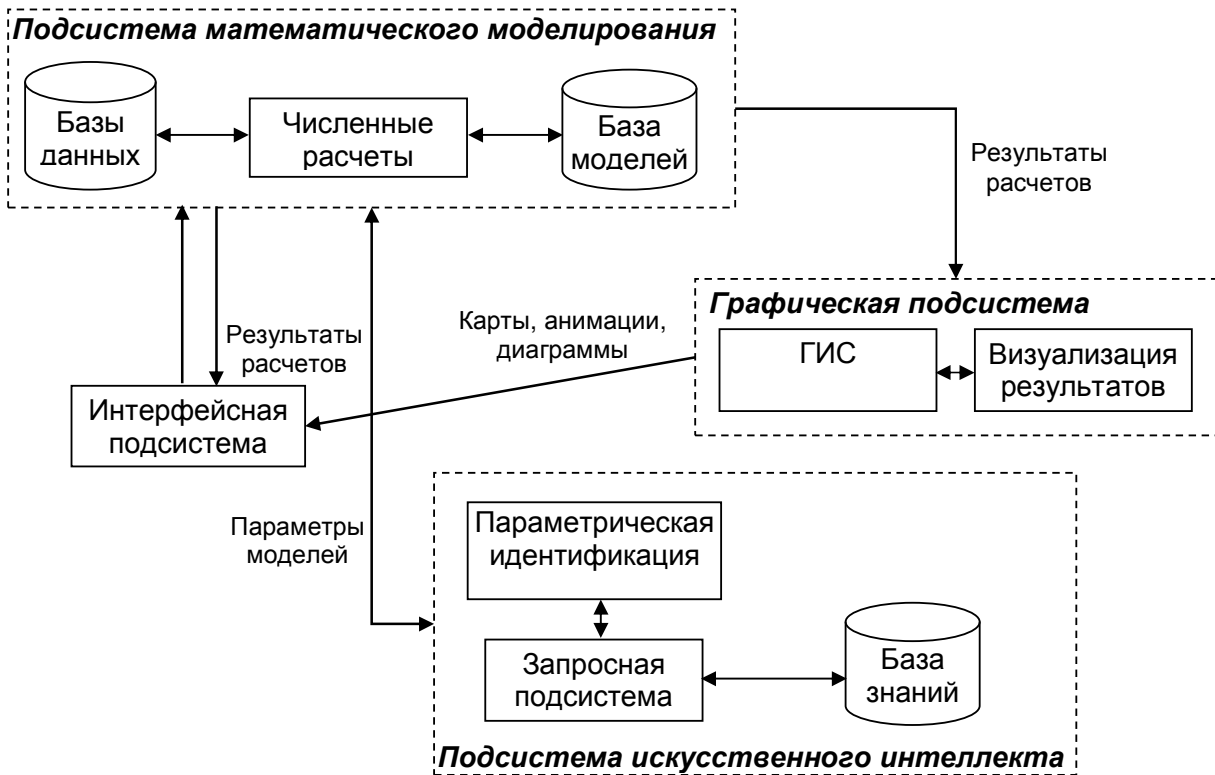 Подсистема математического моделирования
Базы
данных
Численные
расчеты
База
моделей
Результаты
расчетов
Графическая подсистема
ГИС
Визуализация
результатов
Карты, анимации,
диаграммы
Результаты
расчетов
Интерфейсная
подсистема
Параметры
моделей
Параметрическая
идентификация
Запросная
подсистема
База
знаний
Подсистема искусственного интеллекта